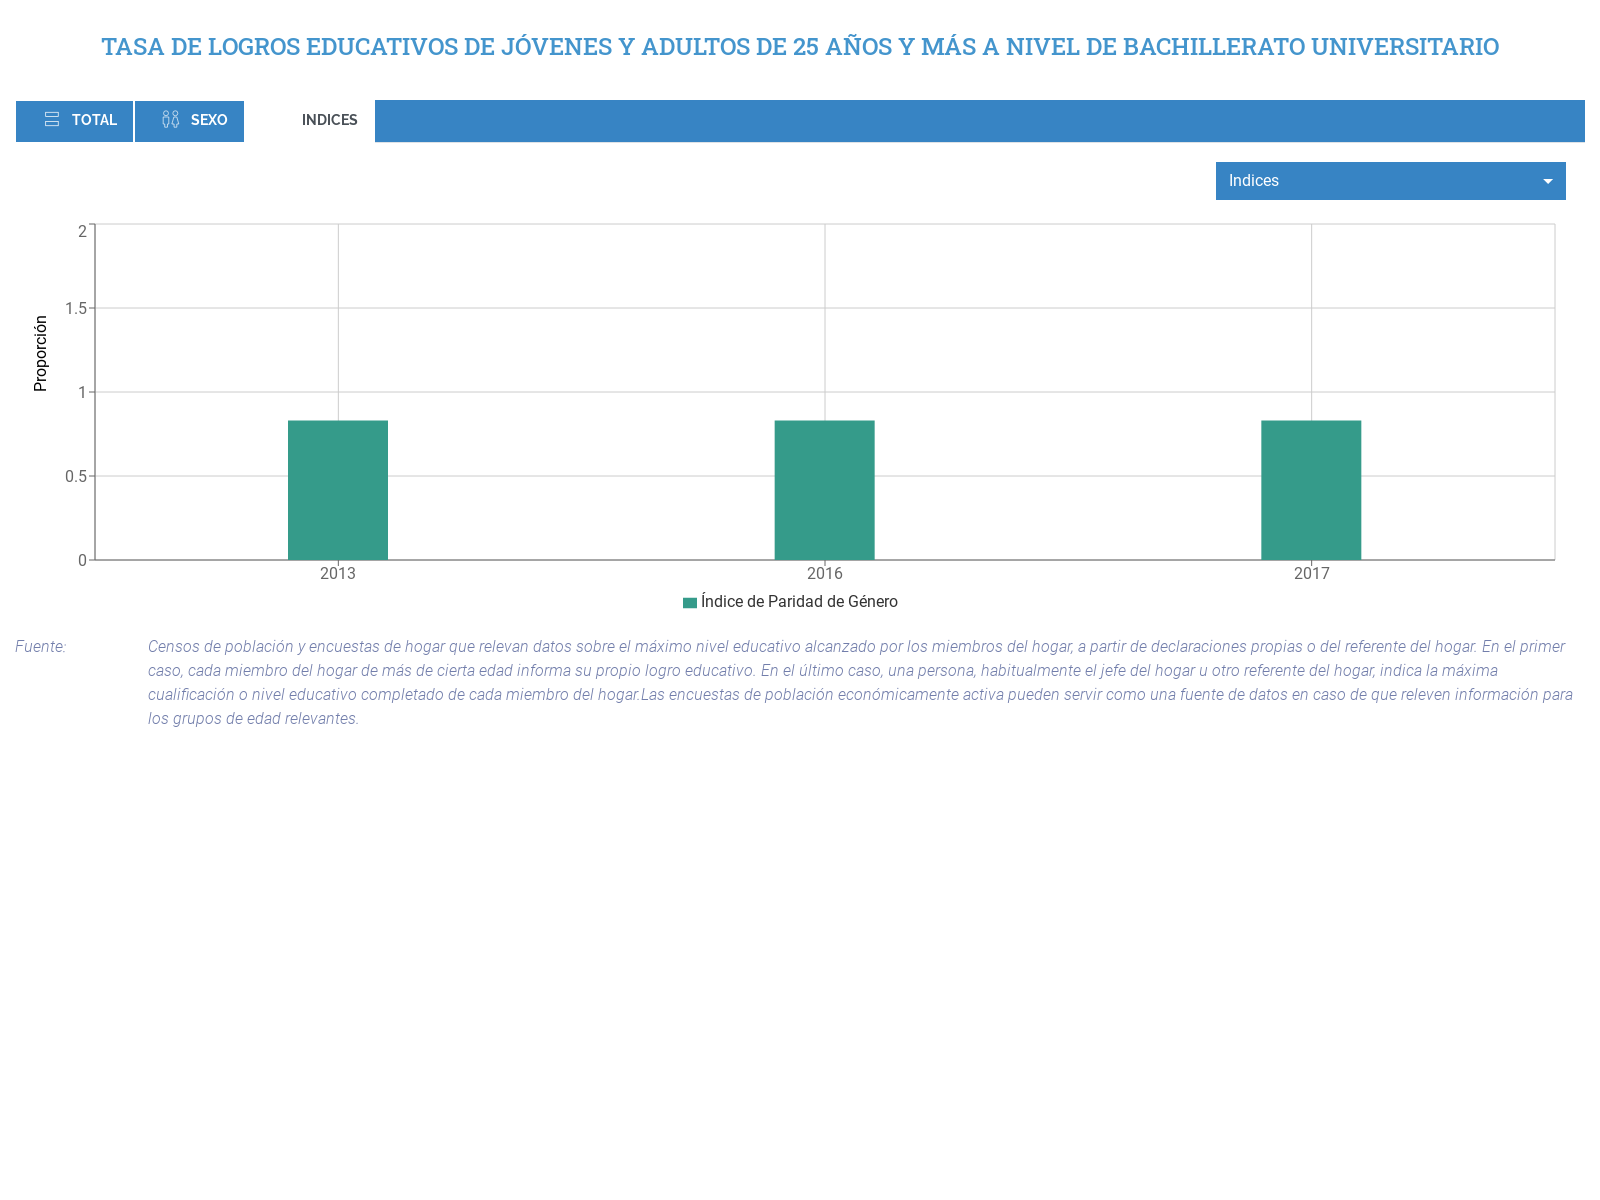 TASA DE LOGROS EDUCATIVOS DE JÓVENES Y ADULTOS DE 25 AÑOS Y MÁS A NIVEL DE BACHILLERATO UNIVERSITARIO
TOTAL
SEXO
INDICES
Indices
2
1.5
1
0.5
0
Proporción
2013
2016
2017
Índice de Paridad de Género
Fuente:
Censos de población y encuestas de hogar que relevan datos sobre el máximo nivel educativo alcanzado por los miembros del hogar, a partir de declaraciones propias o del referente del hogar. En el primer
caso, cada miembro del hogar de más de cierta edad informa su propio logro educativo. En el último caso, una persona, habitualmente el jefe del hogar u otro referente del hogar, indica la máxima
cualificación o nivel educativo completado de cada miembro del hogar.Las encuestas de población económicamente activa pueden servir como una fuente de datos en caso de que releven información para
los grupos de edad relevantes.